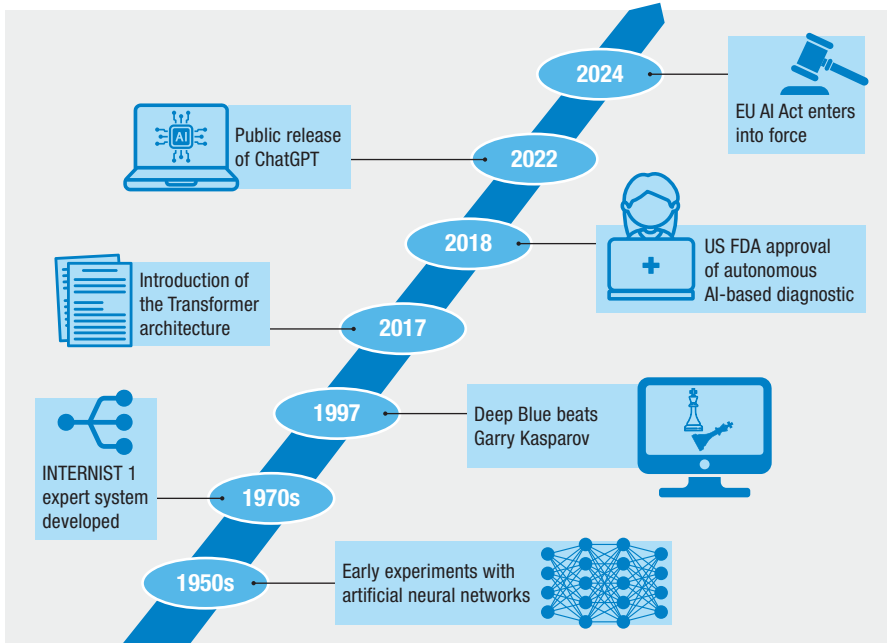 2024
EU AI Act enters
into force
AI
Public release
of ChatGPT
2022
2018
US FDA approval
of autonomous
AI-based diagnostic
Introduction of
the Transformer
architecture
2017
1997
Deep Blue beats
Garry Kasparov
INTERNIST 1
expert system
developed
1970s
1950s
Early experiments with
artificial neural networks